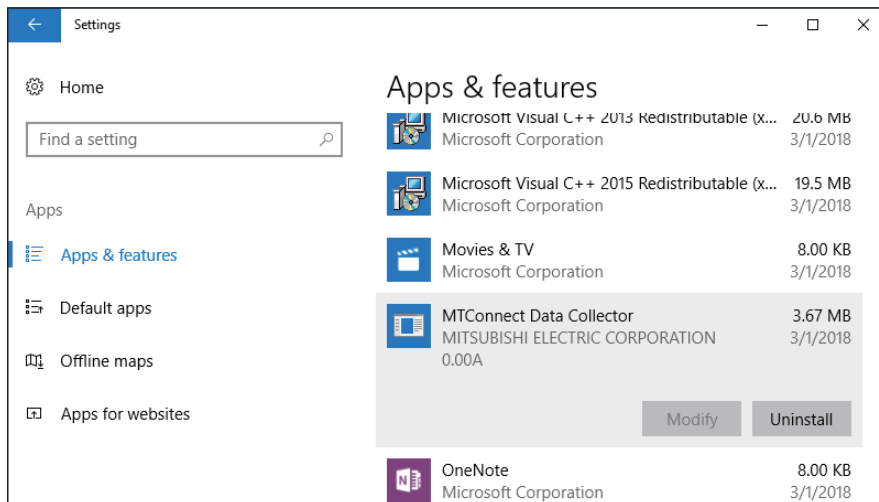 Settings
Home
Find a setting
Apps
Apps & features
Default apps
Offline maps
Apps for websites
Apps & features
Microsoft Visual C++ 2013 Redistributable (x... 20.6 MB
Microsoft Corporation 3/1/2018
Microsoft Visual C++ 2015 Redistributable (x... 19.5 MB
Microsoft Corporation 3/1/2018
Movies & TV 8.00 KB
Microsoft Corporation 3/1/2018
MTConnect Data Collector 3.67 MB
MITSUBISHI ELECTRIC CORPORATION 3/1/2018
0.00A
Modify Uninstall
OneNote 8.00 KB
Microsoft Corporation 3/1/2018